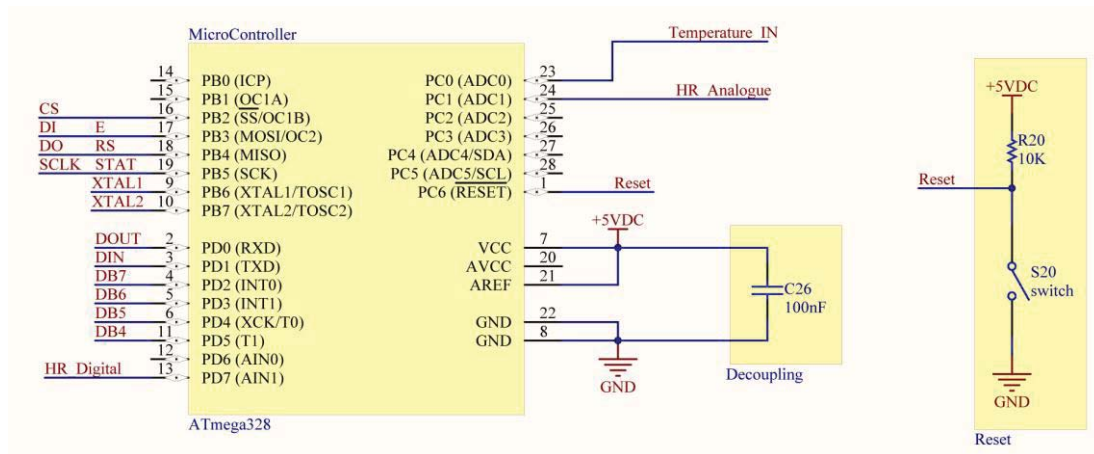 MicroController
14 PB0 (ICP)
15 PB1 (OC1A)
CS 16 PB2 (SS/OC1B)
DI E 17 PB3 (MOSI/OC2)
DO RS 18 PB4 (MISO)
SCLK STAT 19 PB5 (SCK)
XTAL1 9 PB6 (XTAL1/TOSC1)
XTAL2 10 PB7 (XTAL2/TOSC2)
DOUT 2 PD0 (RXD)
DIN 3 PD1 (TXD)
DB7 4 PD2 (INT0)
DB6 5 PD3 (INT1)
DB5 6 PD4 (XCK/T0)
DB4 11 PD5 (T1)
12 PD6 (AIN0)
HR Digital 13 PD7 (AIN1)
Temperature IN
PC0 (ADC0) 23
PC1 (ADC1) 24 HR Analogue
PC2 (ADC2) 25
PC3 (ADC3) 26
PC4 (ADC4/SDA) 27
PC5 (ADC5/SCL) 28
PC6 (RESET) 1 Reset
+5VDC
VCC 7
AVCC 20
AREF 21
GND 22
GND 8
GND
ATmega328
C26
100nF
Decoupling
+5VDC
R20
10K
Reset
S20
switch
GND
Reset